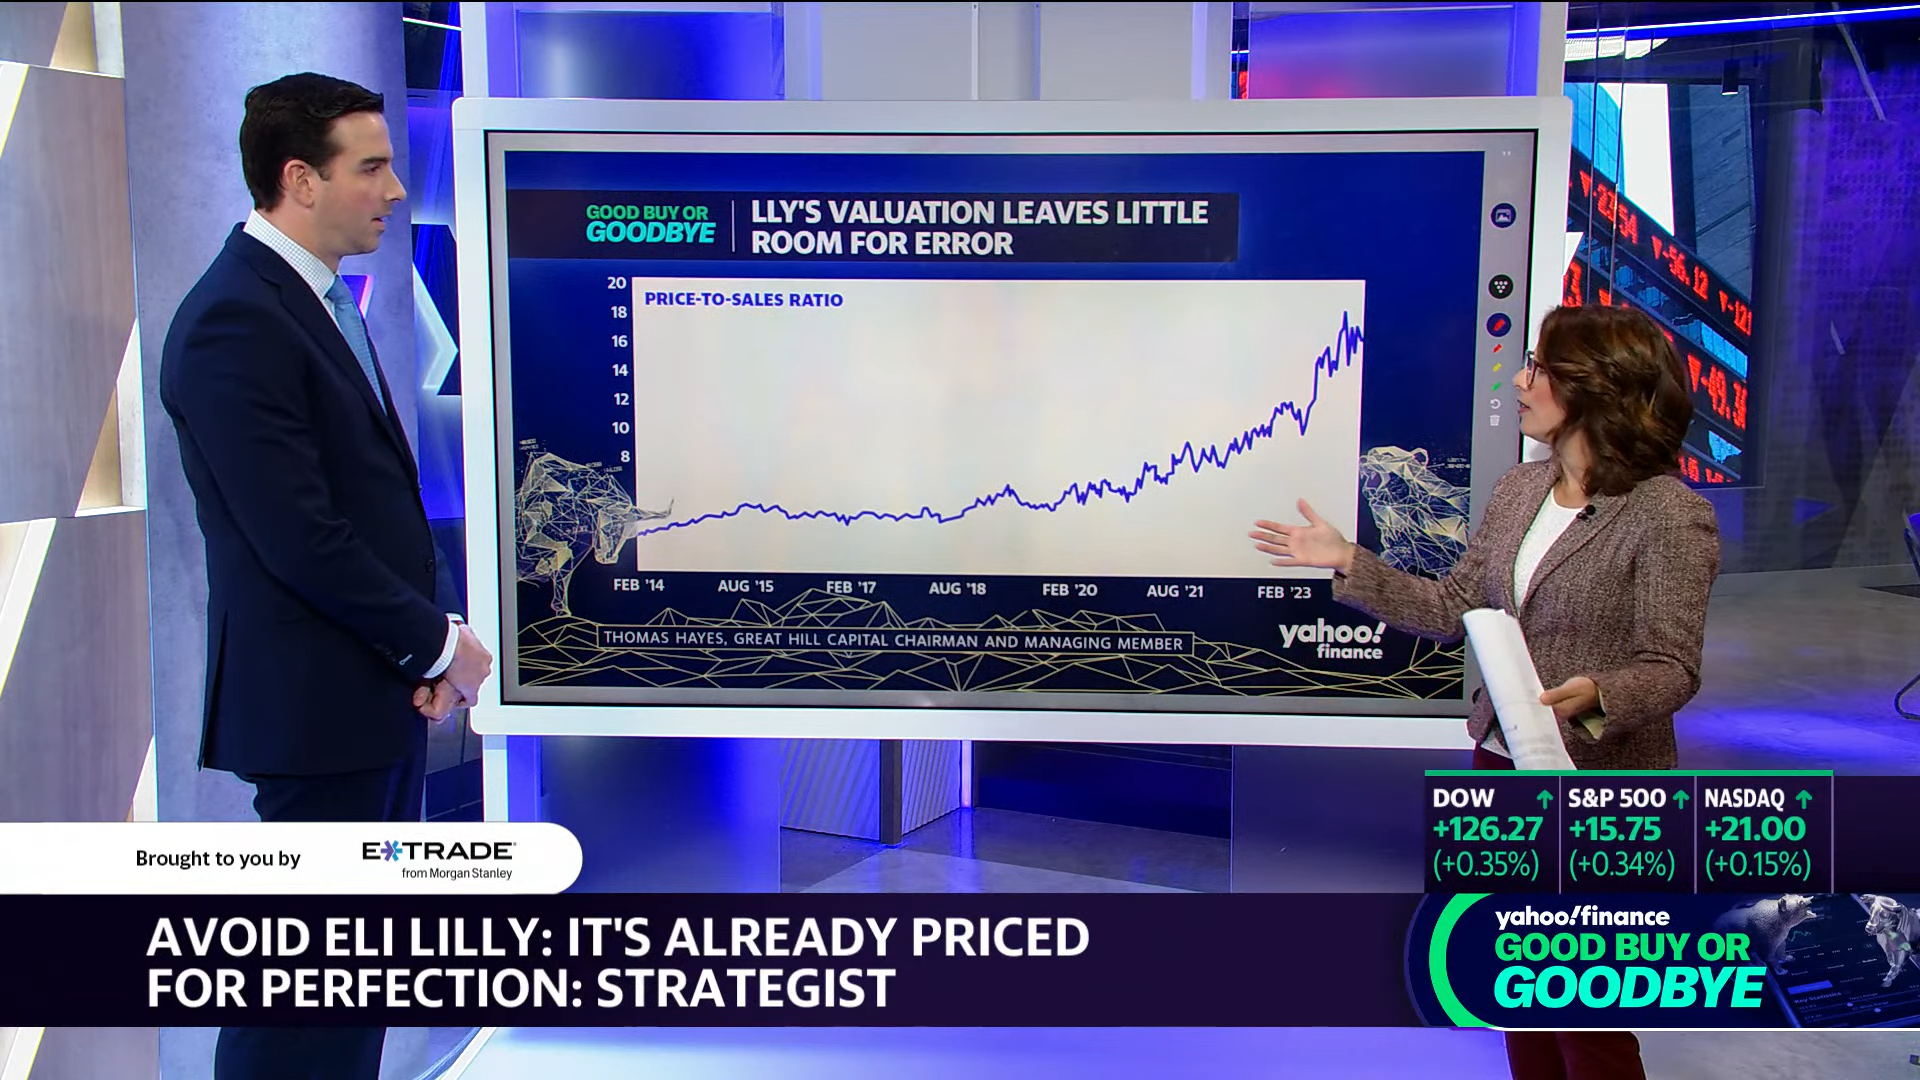 GOOD BUY OR
GOODBYE
LLY'S VALUATION LEAVES LITTLE
ROOM FOR ERROR
PRICE-TO-SALES RATIO
20
18
16
14
12
10
8
FEB '14
AUG '15
FEB '17
AUG '18
FEB '20
AUG '21
FEB '23
THOMAS HAYES, GREAT HILL CAPITAL CHAIRMAN AND MANAGING MEMBER
yahoo!
finance
▼-56.12
DOW ↑
+126.27
(+0.35%)
S&P 500 ↑
+15.75
(+0.34%)
NASDAQ ↑
+21.00
(+0.15%)
Brought to you by
E*TRADE
from Morgan Stanley
AVOID ELI LILLY: IT'S ALREADY PRICED
FOR PERFECTION: STRATEGIST
yahoo!finance
GOOD BUY OR
GOODBYE